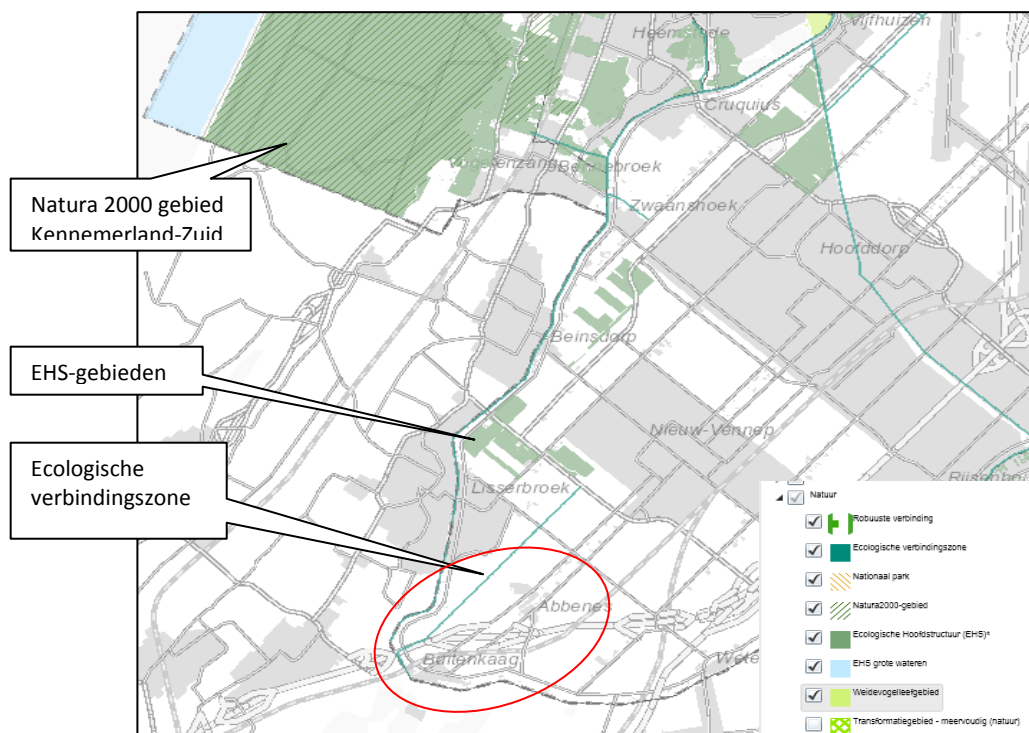 Vijfhuizen
Heemstede
Cruquius
Vogelenzang
Bennebroek
Natura 2000 gebied
Kennemerland-Zuid
Zwaanshoek
Hoofddorp
Beinsdorp
EHS-gebieden
Nieuw-Vennep
Ecologische
verbindingszone
Lisserbroek
Natuur
Robuuste verbinding
Ecologische verbindingszone
Nationaal park
Natura2000-gebied
Abbenes
Ecologische Hoofdstructuur (EHS)*
Buitenkaag
EHS grote wateren
Weidevogelleefgebied
Transformatiegebied - meervoudig (natuur)